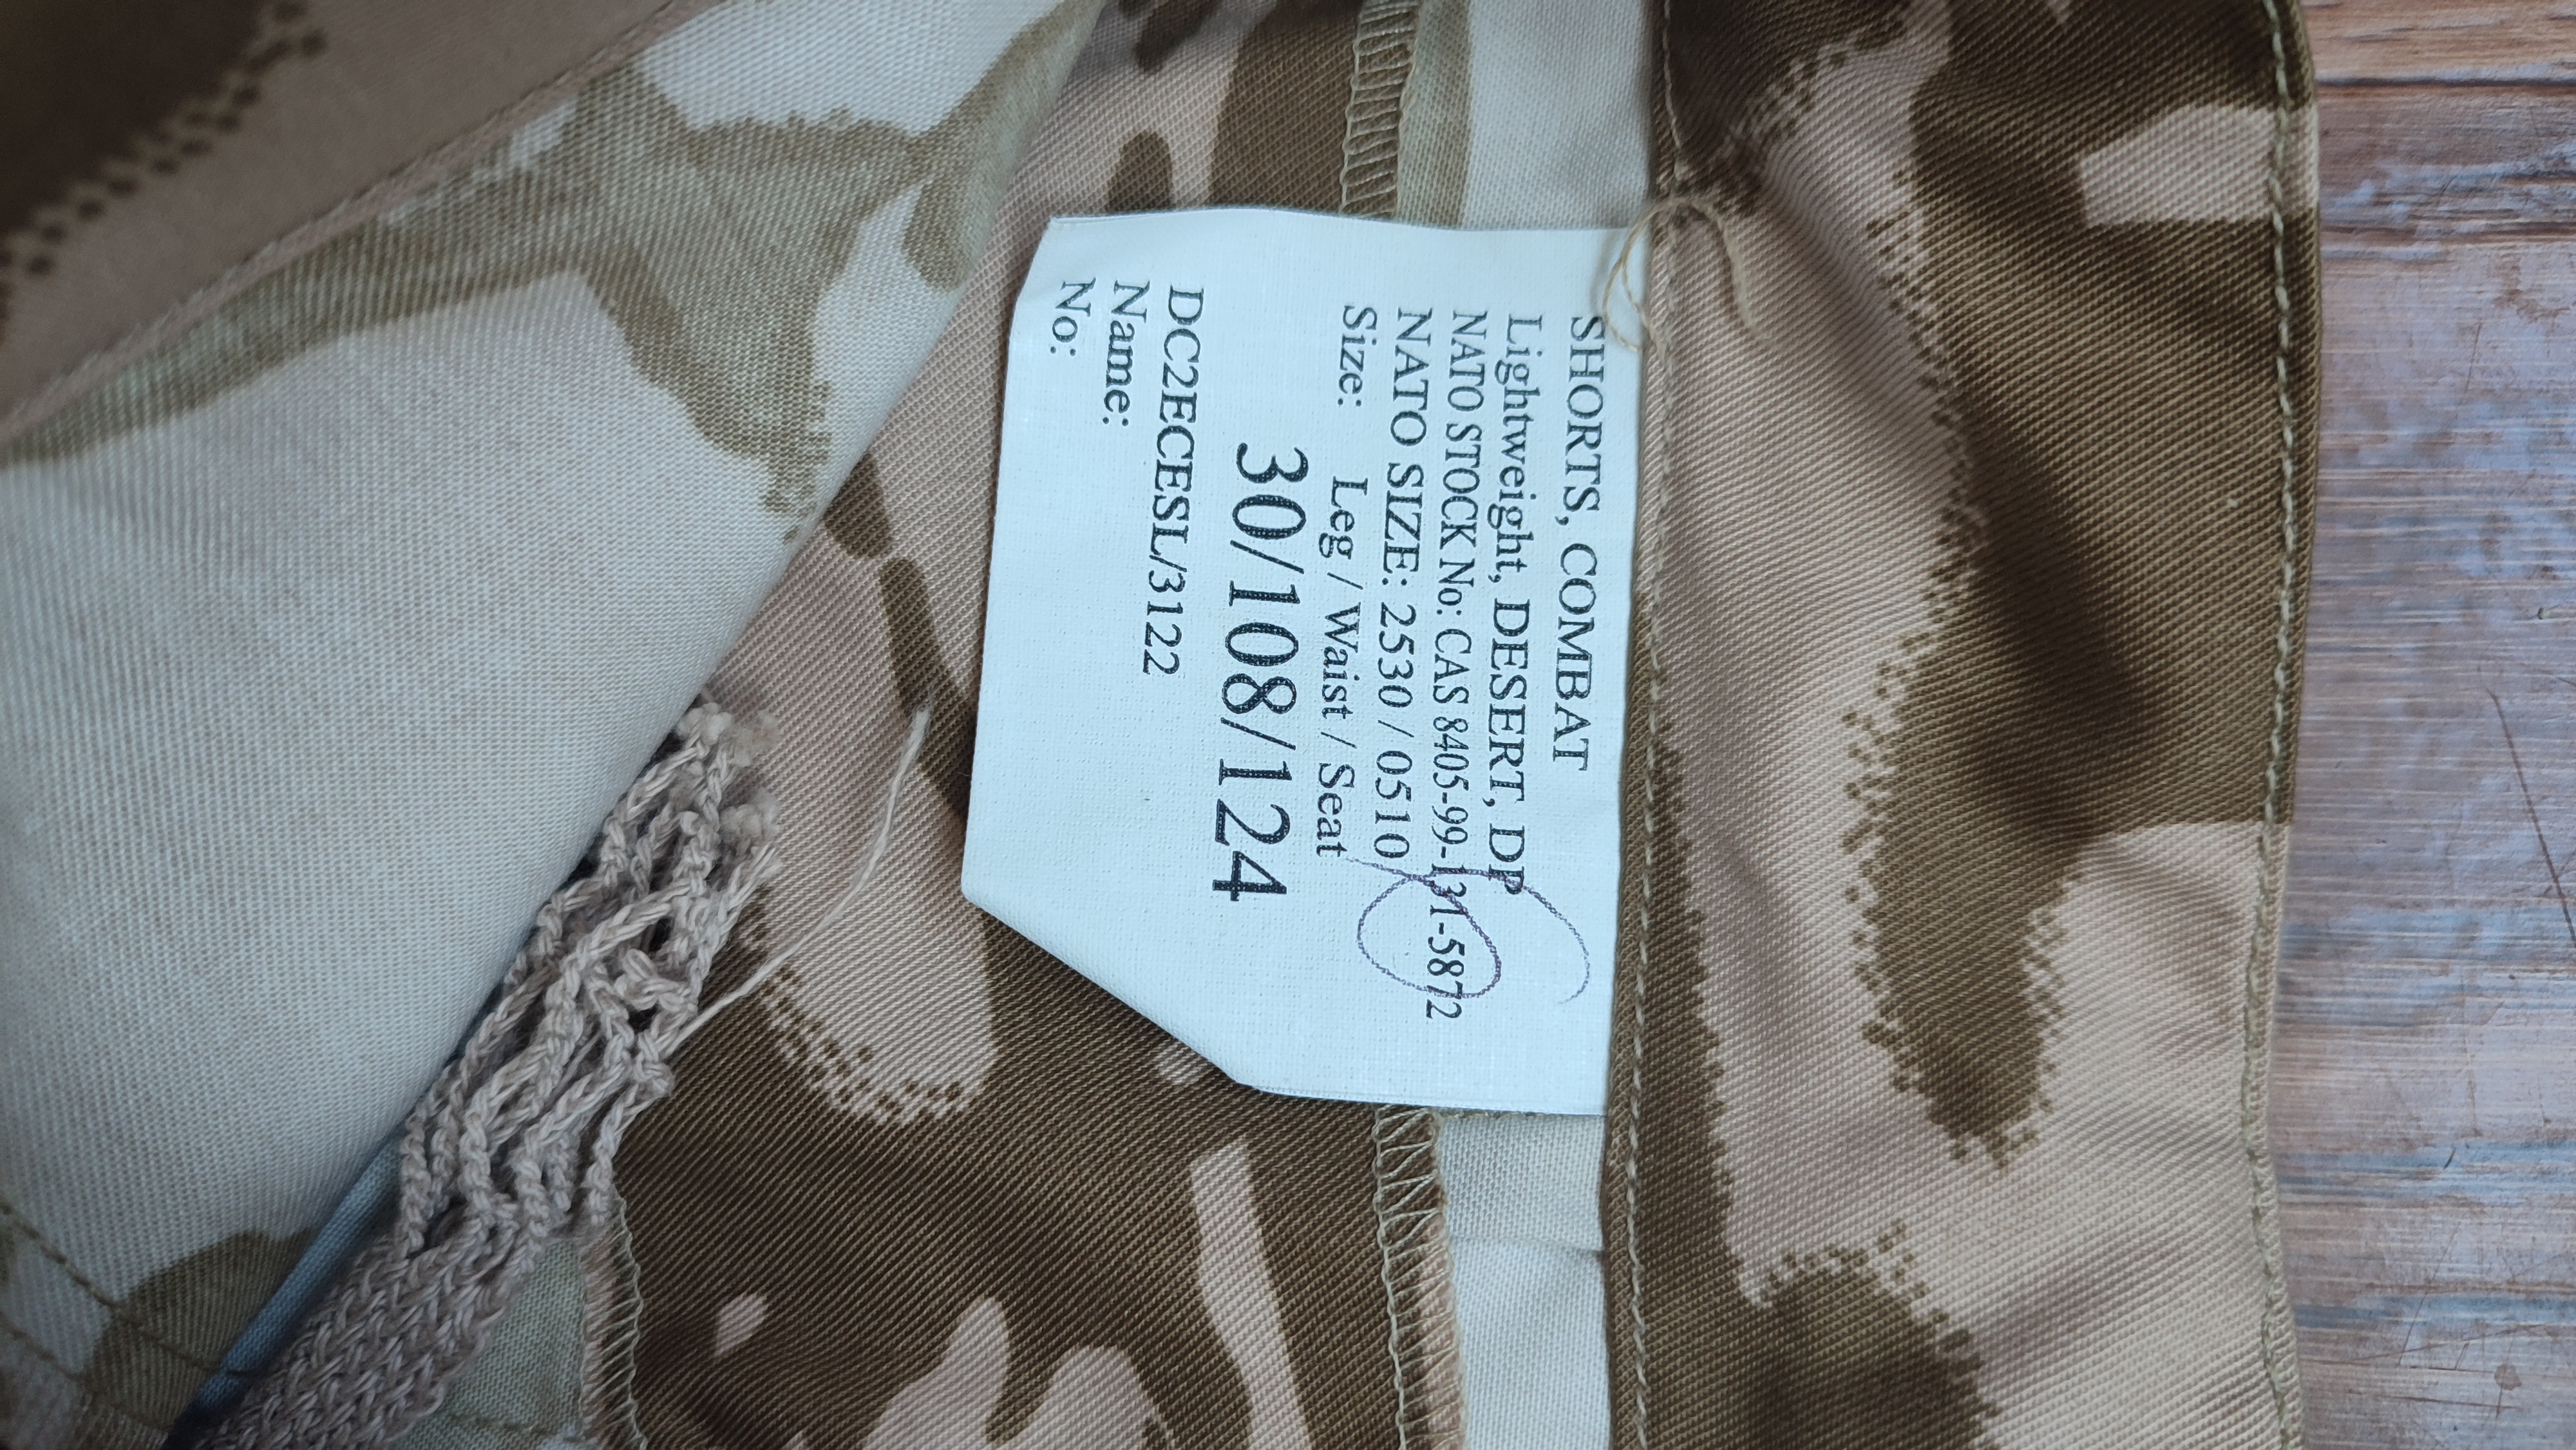 SHORTS, COMBAT
Lightweight, DESERT, DP
NATO STOCK No: CAS 8405-99-131-5872
NATO SIZE: 2530 / 0510
Size: Leg / Waist / Seat
30/108/124
DC2ECESL/3122
Name:
No: